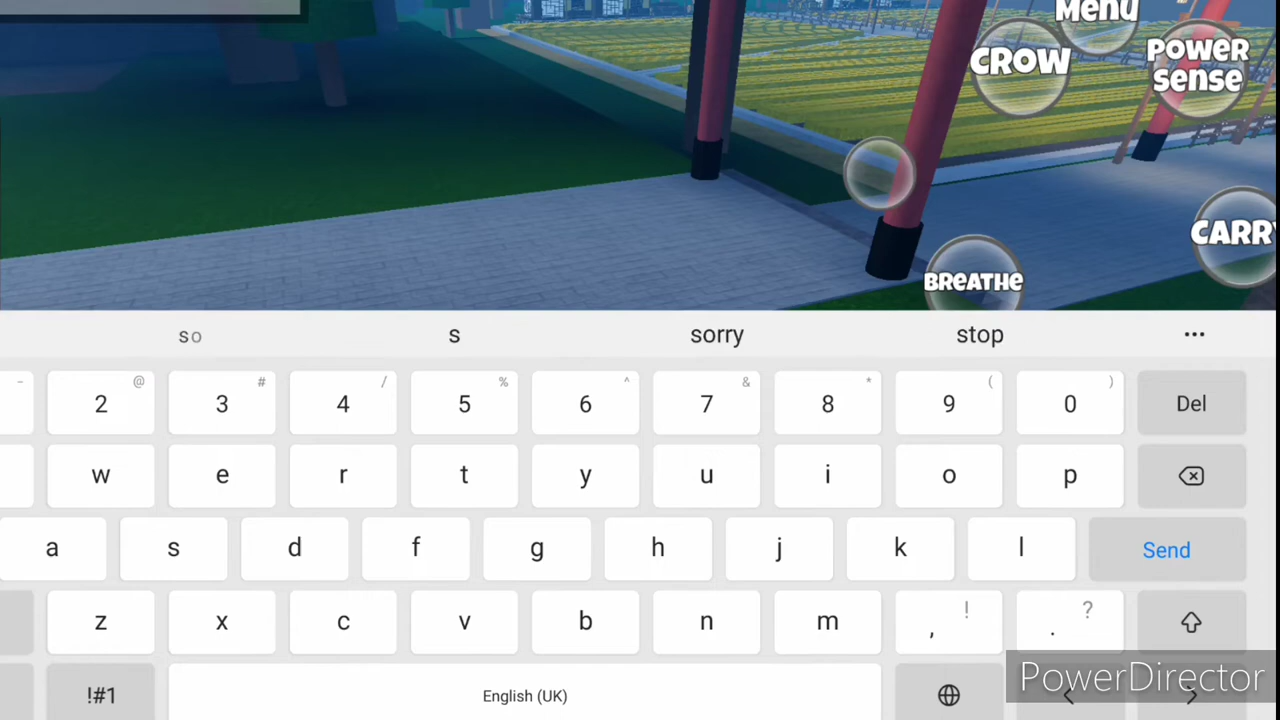 Menu
CROW
POWER
SENSE
CARRY
BREATHE
so s sorry stop ...
- @ # / % ^ & * ( )
2 3 4 5 6 7 8 9 0 Del
w e r t y u i o p
a s d f g h j k l Send
z x c v b n m , ! . ?
!#1 English (UK) < >
PowerDirector